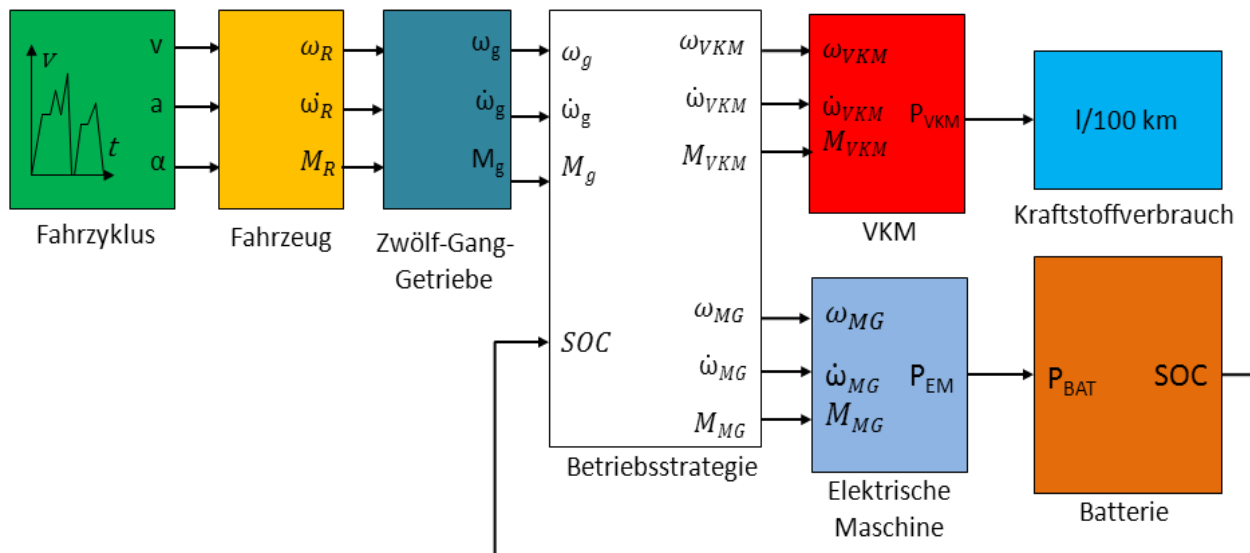 v
t
v
a
α
Fahrzyklus
ω_R
ω̇_R
M_R
Fahrzeug
ω_g
ω̇_g
M_g
Zwölf-Gang-
Getriebe
ω_g
ω̇_g
M_g
SOC
ω_VKM
ω̇_VKM
M_VKM
ω_MG
ω̇_MG
M_MG
Betriebsstrategie
ω_VKM
ω̇_VKM
M_VKM
P_VKM
VKM
l/100 km
Kraftstoffverbrauch
ω_MG
ω̇_MG
M_MG
P_EM
Elektrische
Maschine
P_BAT
SOC
Batterie